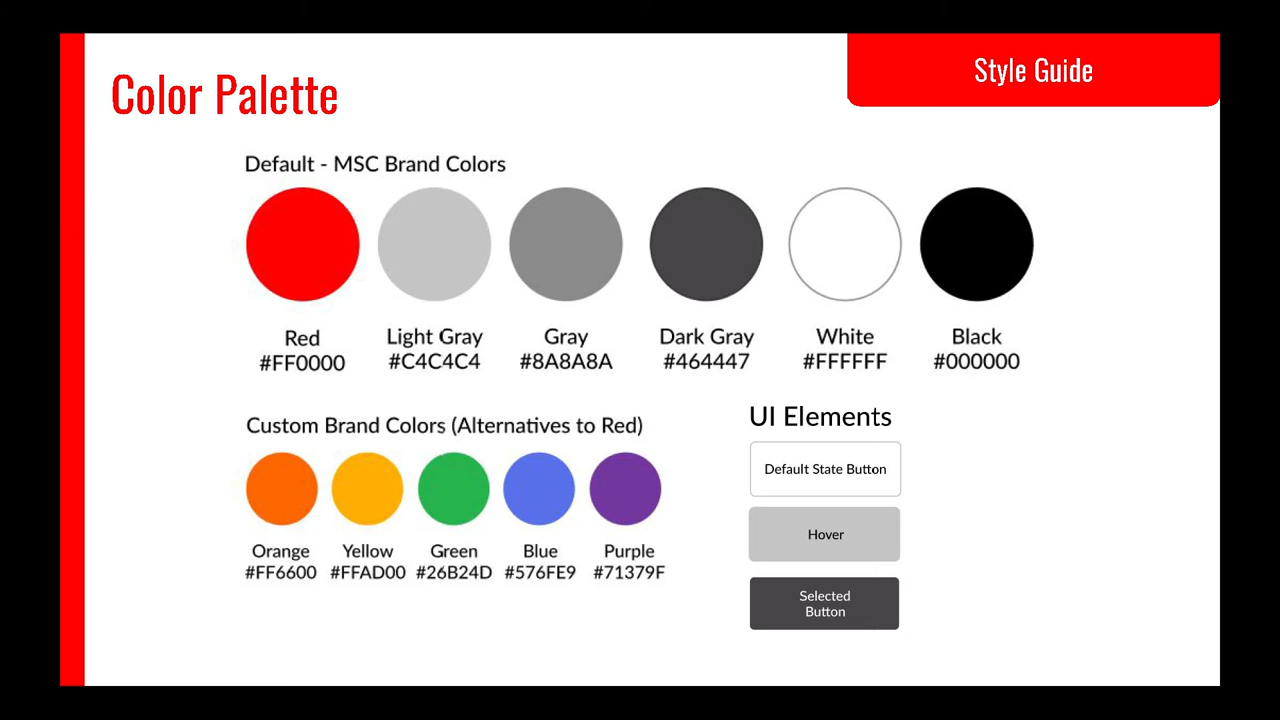 Style Guide
Color Palette
Default - MSC Brand Colors
Red
#FF0000
Light Gray
#C4C4C4
Gray
#8A8A8A
Dark Gray
#464447
White
#FFFFFF
Black
#000000
Custom Brand Colors (Alternatives to Red)
Orange
#FF6600
Yellow
#FFAD00
Green
#26B24D
Blue
#576FE9
Purple
#71379F
UI Elements
Default State Button
Hover
Selected
Button